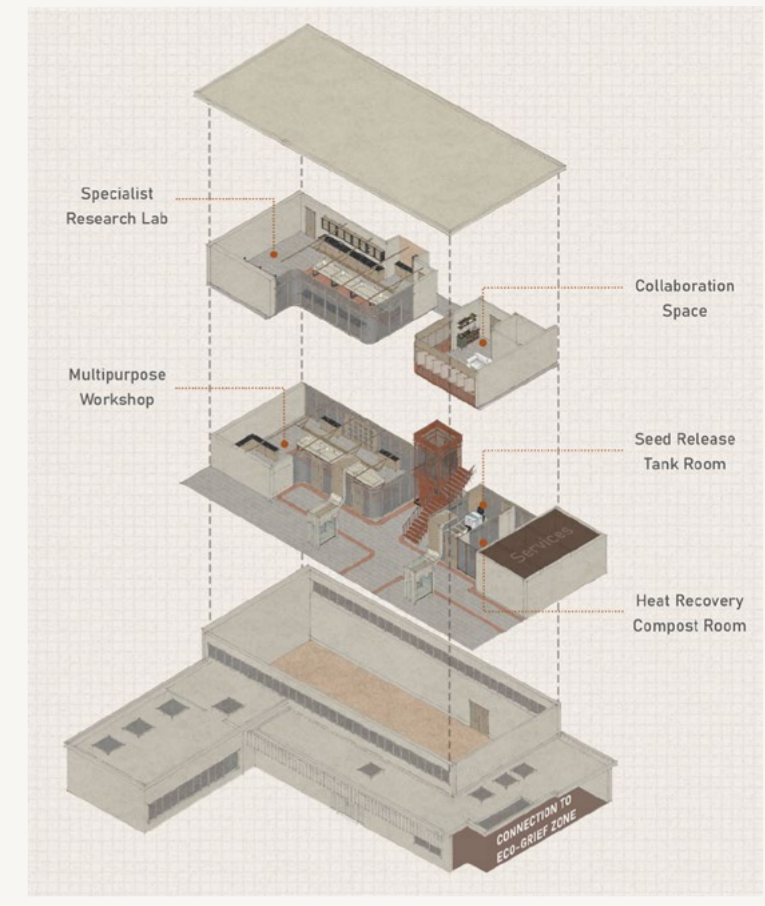 Specialist
Research Lab
Collaboration
Space
Multipurpose
Workshop
Seed Release
Tank Room
Services
Heat Recovery
Compost Room
CONNECTION TO
ECO-GRIEF ZONE